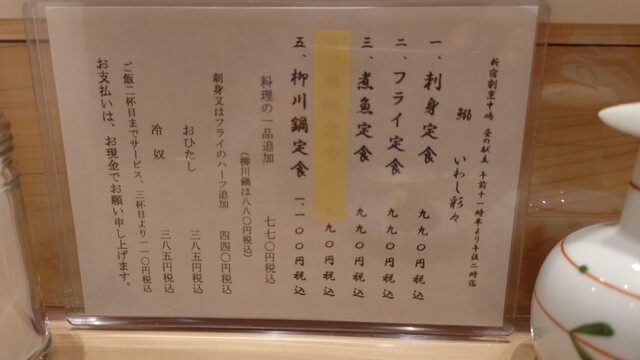 新宿割烹中嶋 昼の献立 午前十一時半より午後二時迄
鰯 いわし彩々
一、刺身定食 九九〇円税込
二、フライ定食 九九〇円税込
三、煮魚定食 九九〇円税込
九九〇円税込
五、柳川鍋定食 一、一〇〇円税込
料理の一品追加 七七〇円税込
(柳川鍋は八八〇円税込)
刺身又はフライのハーフ追加 四四〇円税込
おひたし 三八五円税込
冷奴 三八五円税込
ご飯二杯目までサービス、三杯目より一一〇円税込
お支払いは、お現金でお願い申し上げます。